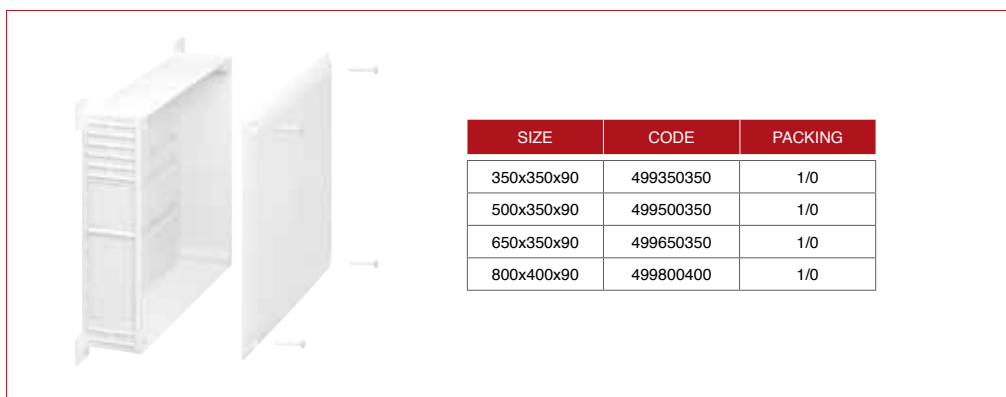 SIZE CODE PACKING
350x350x90 499350350 1/0
500x350x90 499500350 1/0
650x350x90 499650350 1/0
800x400x90 499800400 1/0